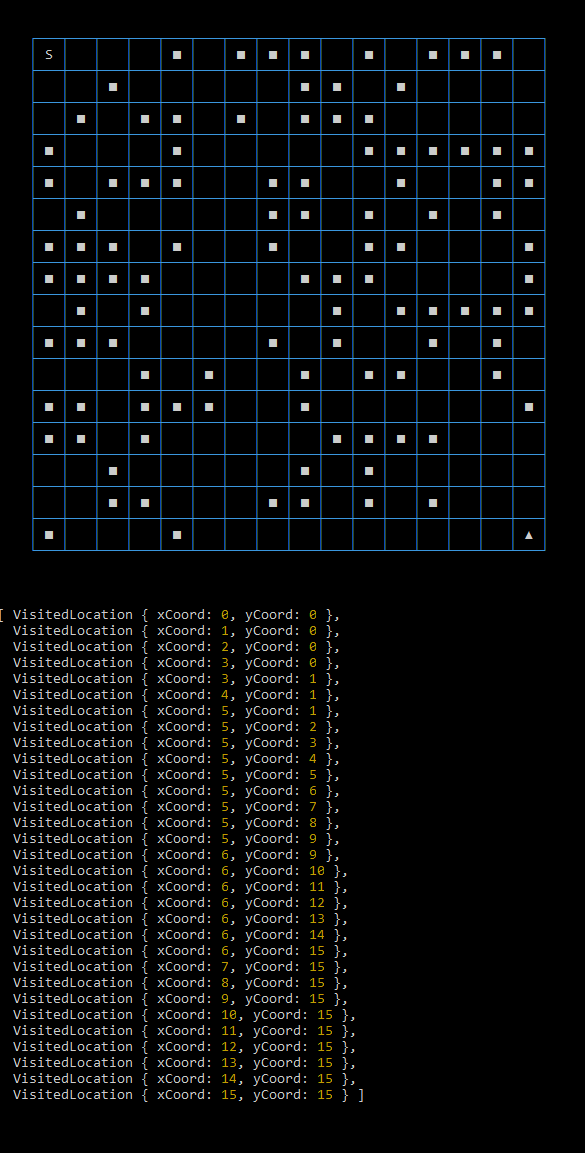 S
[ VisitedLocation { xCoord: 0, yCoord: 0 },
VisitedLocation { xCoord: 1, yCoord: 0 },
VisitedLocation { xCoord: 2, yCoord: 0 },
VisitedLocation { xCoord: 3, yCoord: 0 },
VisitedLocation { xCoord: 3, yCoord: 1 },
VisitedLocation { xCoord: 4, yCoord: 1 },
VisitedLocation { xCoord: 5, yCoord: 1 },
VisitedLocation { xCoord: 5, yCoord: 2 },
VisitedLocation { xCoord: 5, yCoord: 3 },
VisitedLocation { xCoord: 5, yCoord: 4 },
VisitedLocation { xCoord: 5, yCoord: 5 },
VisitedLocation { xCoord: 5, yCoord: 6 },
VisitedLocation { xCoord: 5, yCoord: 7 },
VisitedLocation { xCoord: 5, yCoord: 8 },
VisitedLocation { xCoord: 5, yCoord: 9 },
VisitedLocation { xCoord: 6, yCoord: 9 },
VisitedLocation { xCoord: 6, yCoord: 10 },
VisitedLocation { xCoord: 6, yCoord: 11 },
VisitedLocation { xCoord: 6, yCoord: 12 },
VisitedLocation { xCoord: 6, yCoord: 13 },
VisitedLocation { xCoord: 6, yCoord: 14 },
VisitedLocation { xCoord: 6, yCoord: 15 },
VisitedLocation { xCoord: 7, yCoord: 15 },
VisitedLocation { xCoord: 8, yCoord: 15 },
VisitedLocation { xCoord: 9, yCoord: 15 },
VisitedLocation { xCoord: 10, yCoord: 15 },
VisitedLocation { xCoord: 11, yCoord: 15 },
VisitedLocation { xCoord: 12, yCoord: 15 },
VisitedLocation { xCoord: 13, yCoord: 15 },
VisitedLocation { xCoord: 14, yCoord: 15 },
VisitedLocation { xCoord: 15, yCoord: 15 } ]